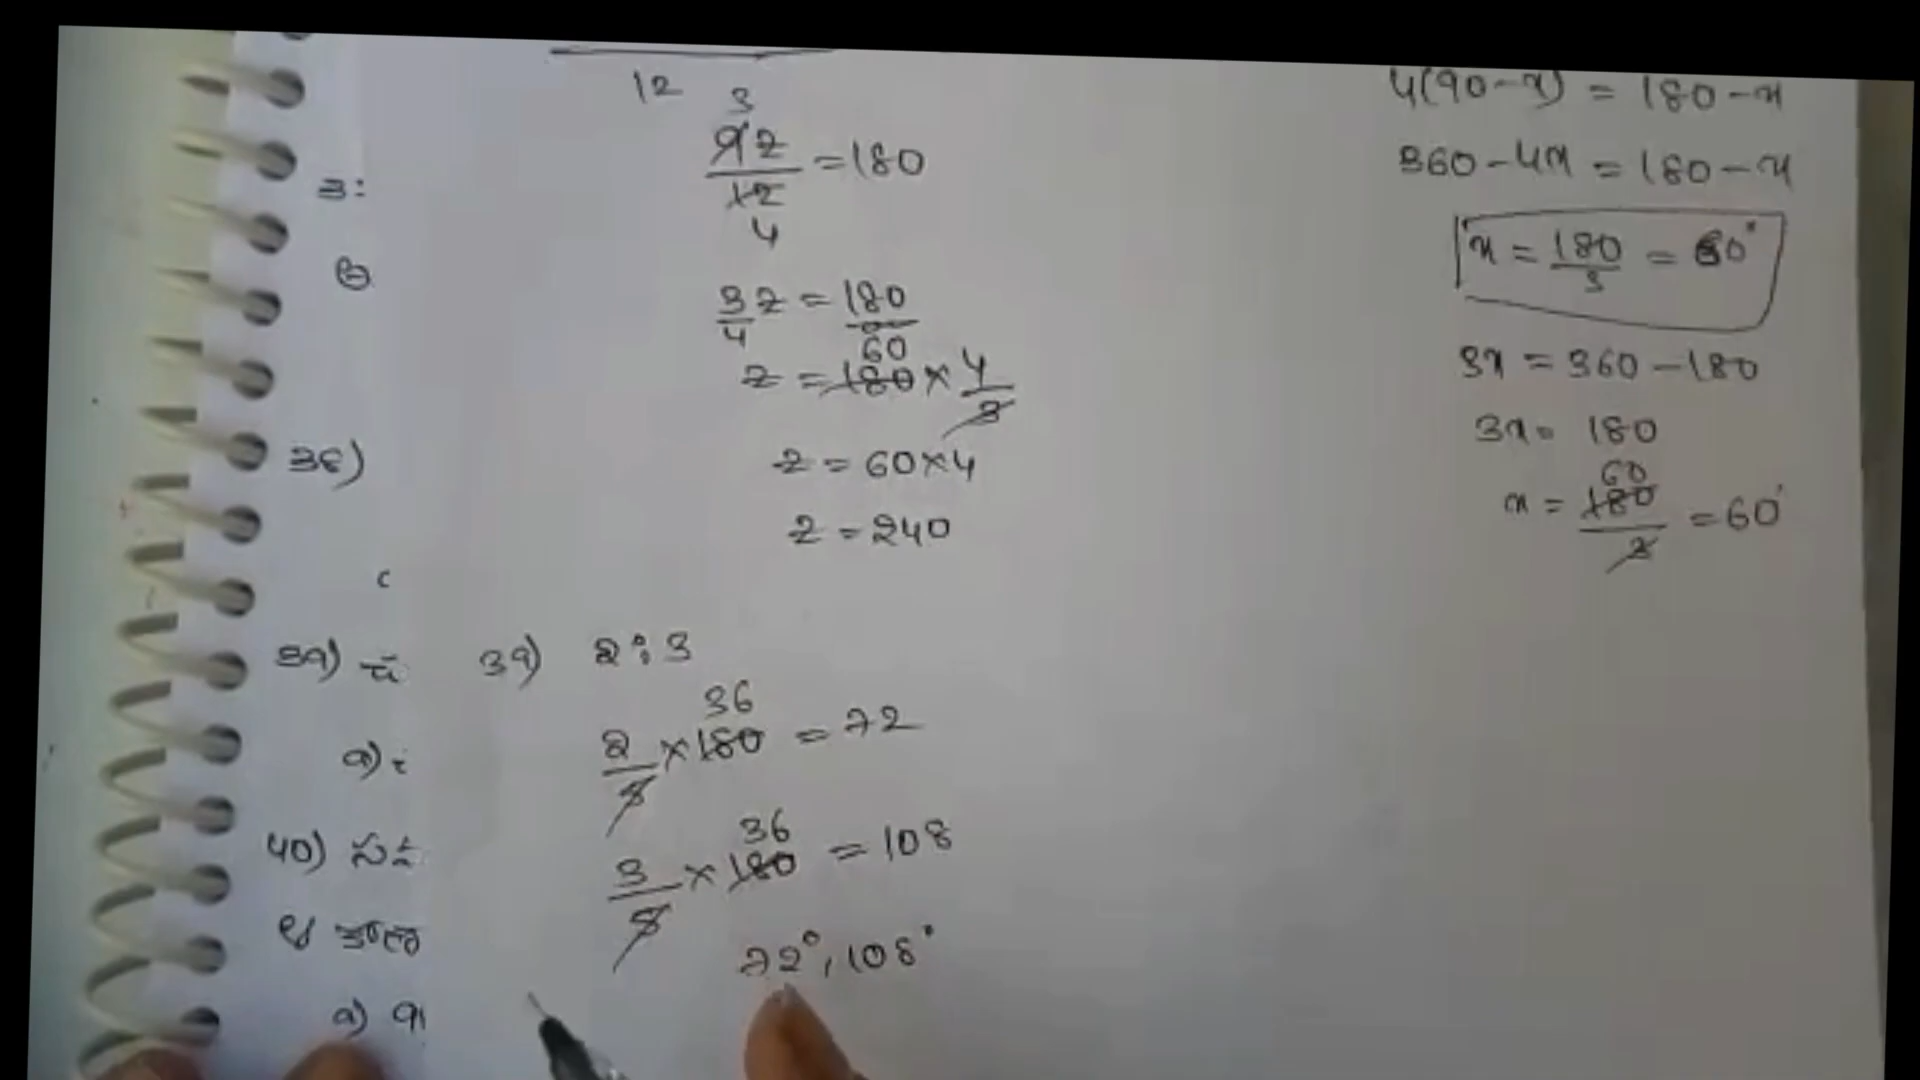 12
3
9z/12 = 180
4
3/4 z = 180
60
z = 180 × 4/3
z = 60×4
z = 240
4(90-x) = 180-x
360-4x = 180-x
x = 180/3 = 60°
3x = 360-180
3x = 180
60
x = 180/3 = 60°
3:
36)
39)
39) 2:3
36
2/5 × 180 = 72
a)
40)
36
3/5 × 180 = 108
72°, 108°
a)